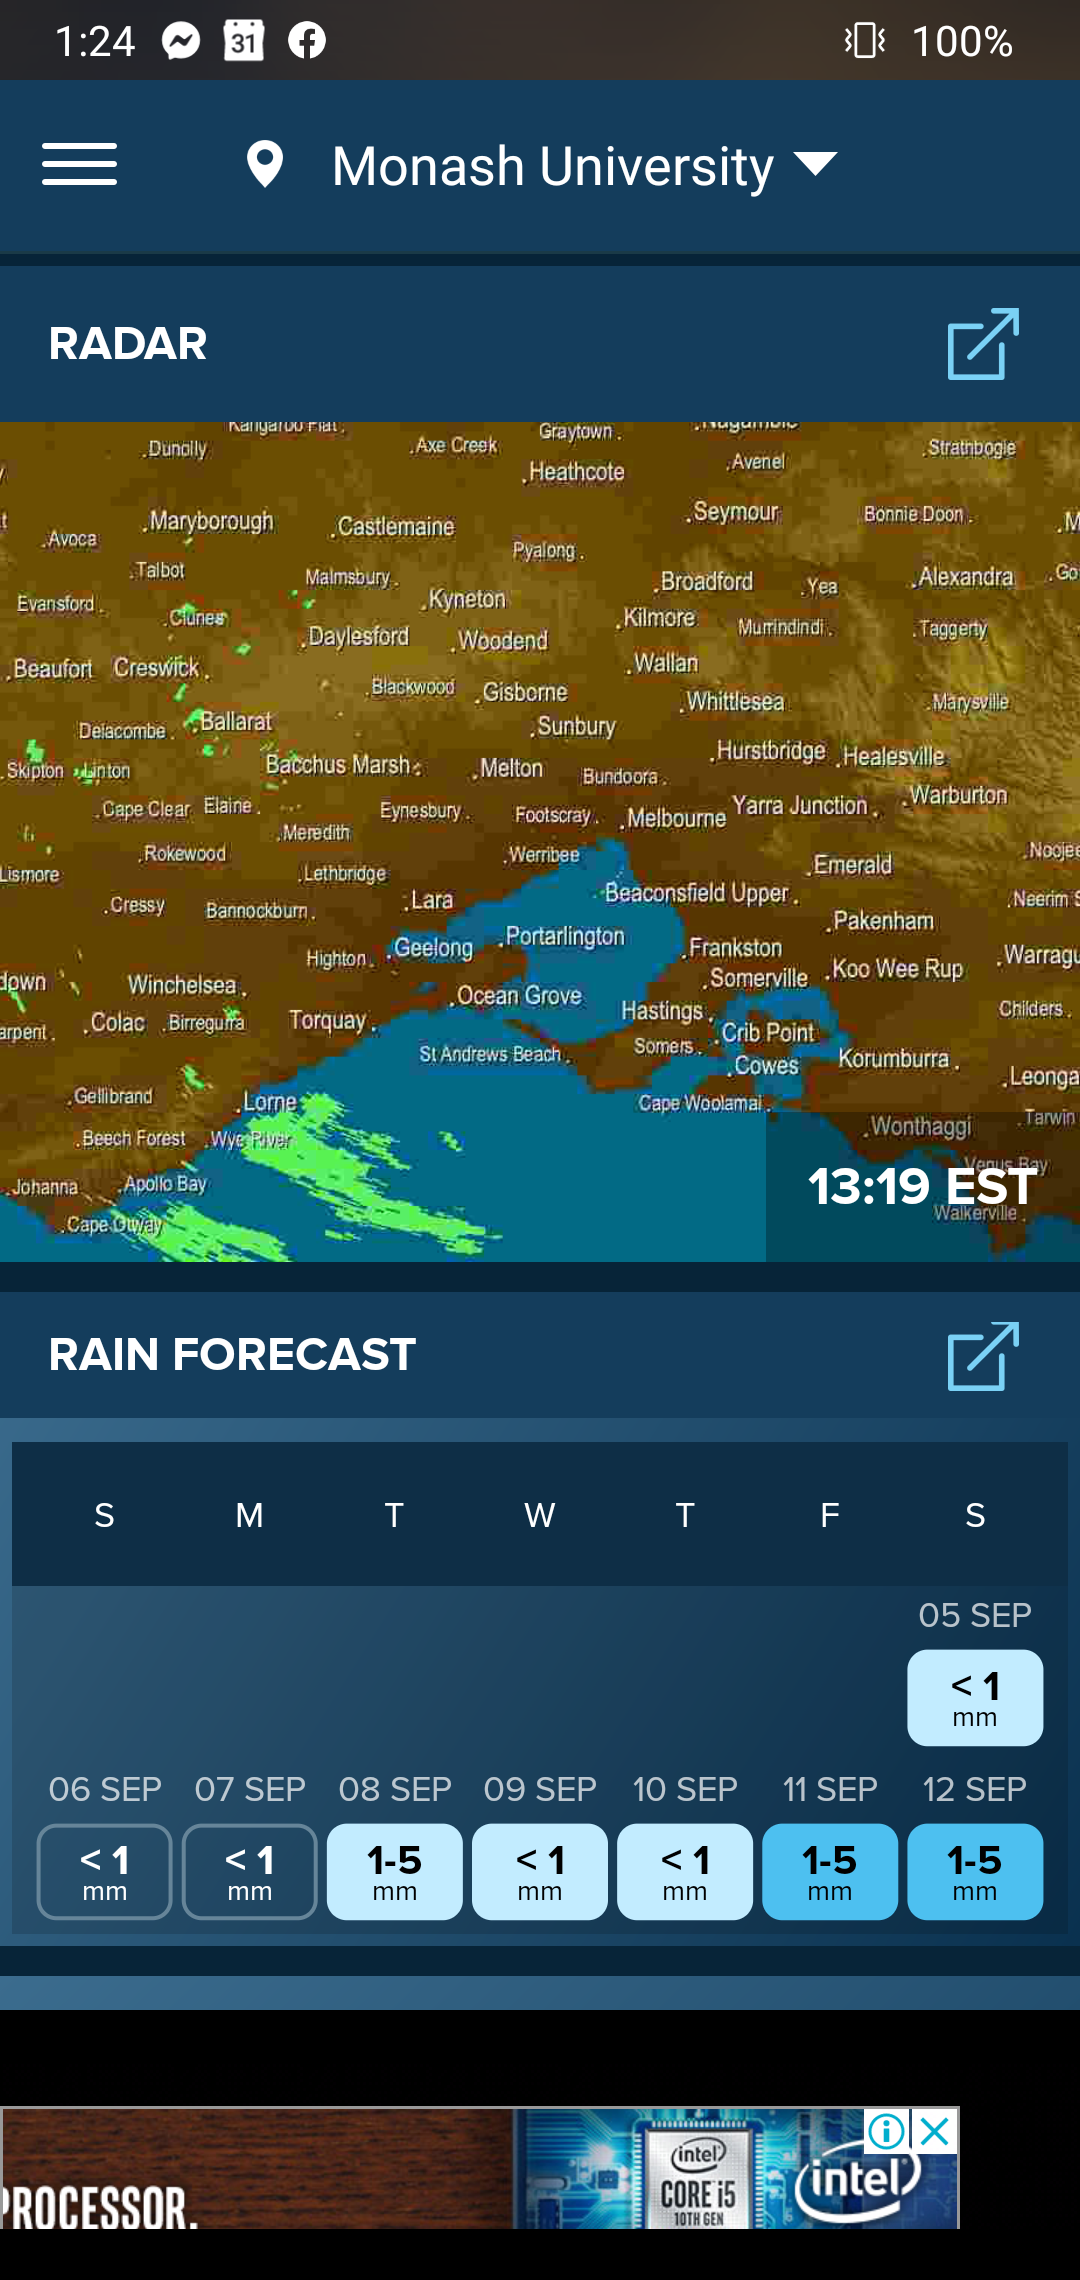 1:24 31 100%
Monash University
RADAR
Kangaroo Flat .
Graytown .
Nagambie
.Dunolly
.Axe Creek
.Heathcote
.Avenel
.Strathbogie
.Maryborough
.Castlemaine
.Seymour
Bonnie Doon .
.Avoca
Pyalong .
.Talbot
Malmsbury .
.Broadford
.Yea
.Alexandra
.Go
Evansford .
.Clunes
.Kyneton
.Kilmore
Murrindindi .
.Taggerty
.Daylesford
.Woodend
.Beaufort
Creswick .
.Wallan
.Blackwood
.Gisborne
.Whittlesea
.Marysville
Delacombe .
.Ballarat
.Sunbury
.Hurstbridge
.Healesville
.Skipton
.Linton
Bacchus Marsh .
.Melton
Bundoora .
.Cape Clear
Elaine .
Eynesbury .
Footscray .
.Melbourne
Yarra Junction .
.Warburton
.Meredith
.Rokewood
.Werribee
.Emerald
.Noojee
Lismore
.Lethbridge
Beaconsfield Upper .
.Cressy
Bannockburn .
.Lara
.Neerim S
.Pakenham
Highton .
.Geelong
.Portarlington
.Frankston
.Koo Wee Rup
.Warragu
down
Winchelsea .
.Somerville
.Ocean Grove
Hastings .
Childers .
arpent .
.Colac
.Birregurra
Torquay .
.Crib Point
St Andrews Beach .
Somers .
.Cowes
Korumburra .
.Leonga
.Gellibrand
.Lorne
Cape Woolamai .
.Wonthaggi
.Tarwin
.Beech Forest
.Wye River
Venus Bay
.Johanna
.Apollo Bay
13:19 EST
.Cape Otway
Walkerville .
RAIN FORECAST
S M T W T F S
05 SEP
< 1
mm
06 SEP 07 SEP 08 SEP 09 SEP 10 SEP 11 SEP 12 SEP
< 1 < 1 1-5 < 1 < 1 1-5 1-5
mm mm mm mm mm mm mm
intel
PROCESSOR.
CORE i5
10TH GEN
intel